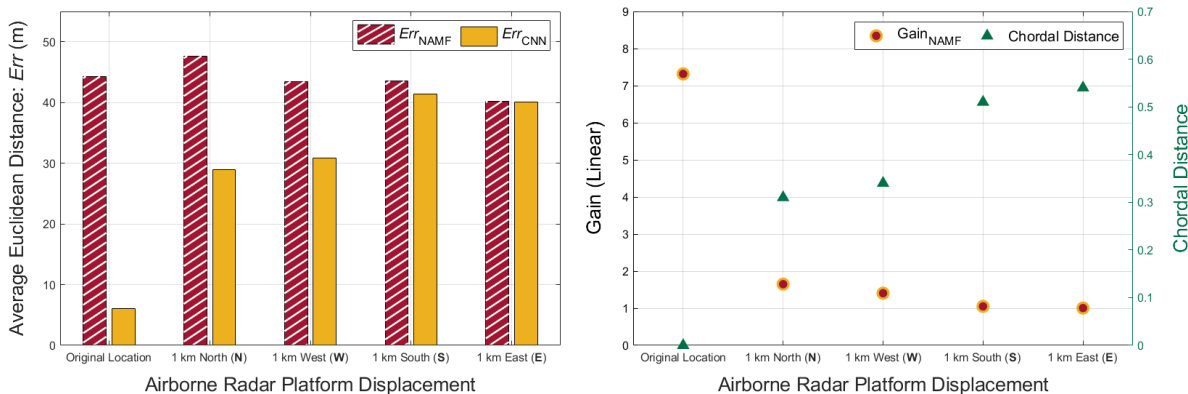 Average Euclidean Distance: Err (m)
50
40
30
20
10
0
Err_NAMF
Err_CNN
Original Location
1 km North (N)
1 km West (W)
1 km South (S)
1 km East (E)
Airborne Radar Platform Displacement
Gain (Linear)
9
8
7
6
5
4
3
2
1
0
Gain_NAMF
Chordal Distance
0.7
0.6
0.5
0.4
0.3
0.2
0.1
0
Chordal Distance
Original Location
1 km North (N)
1 km West (W)
1 km South (S)
1 km East (E)
Airborne Radar Platform Displacement